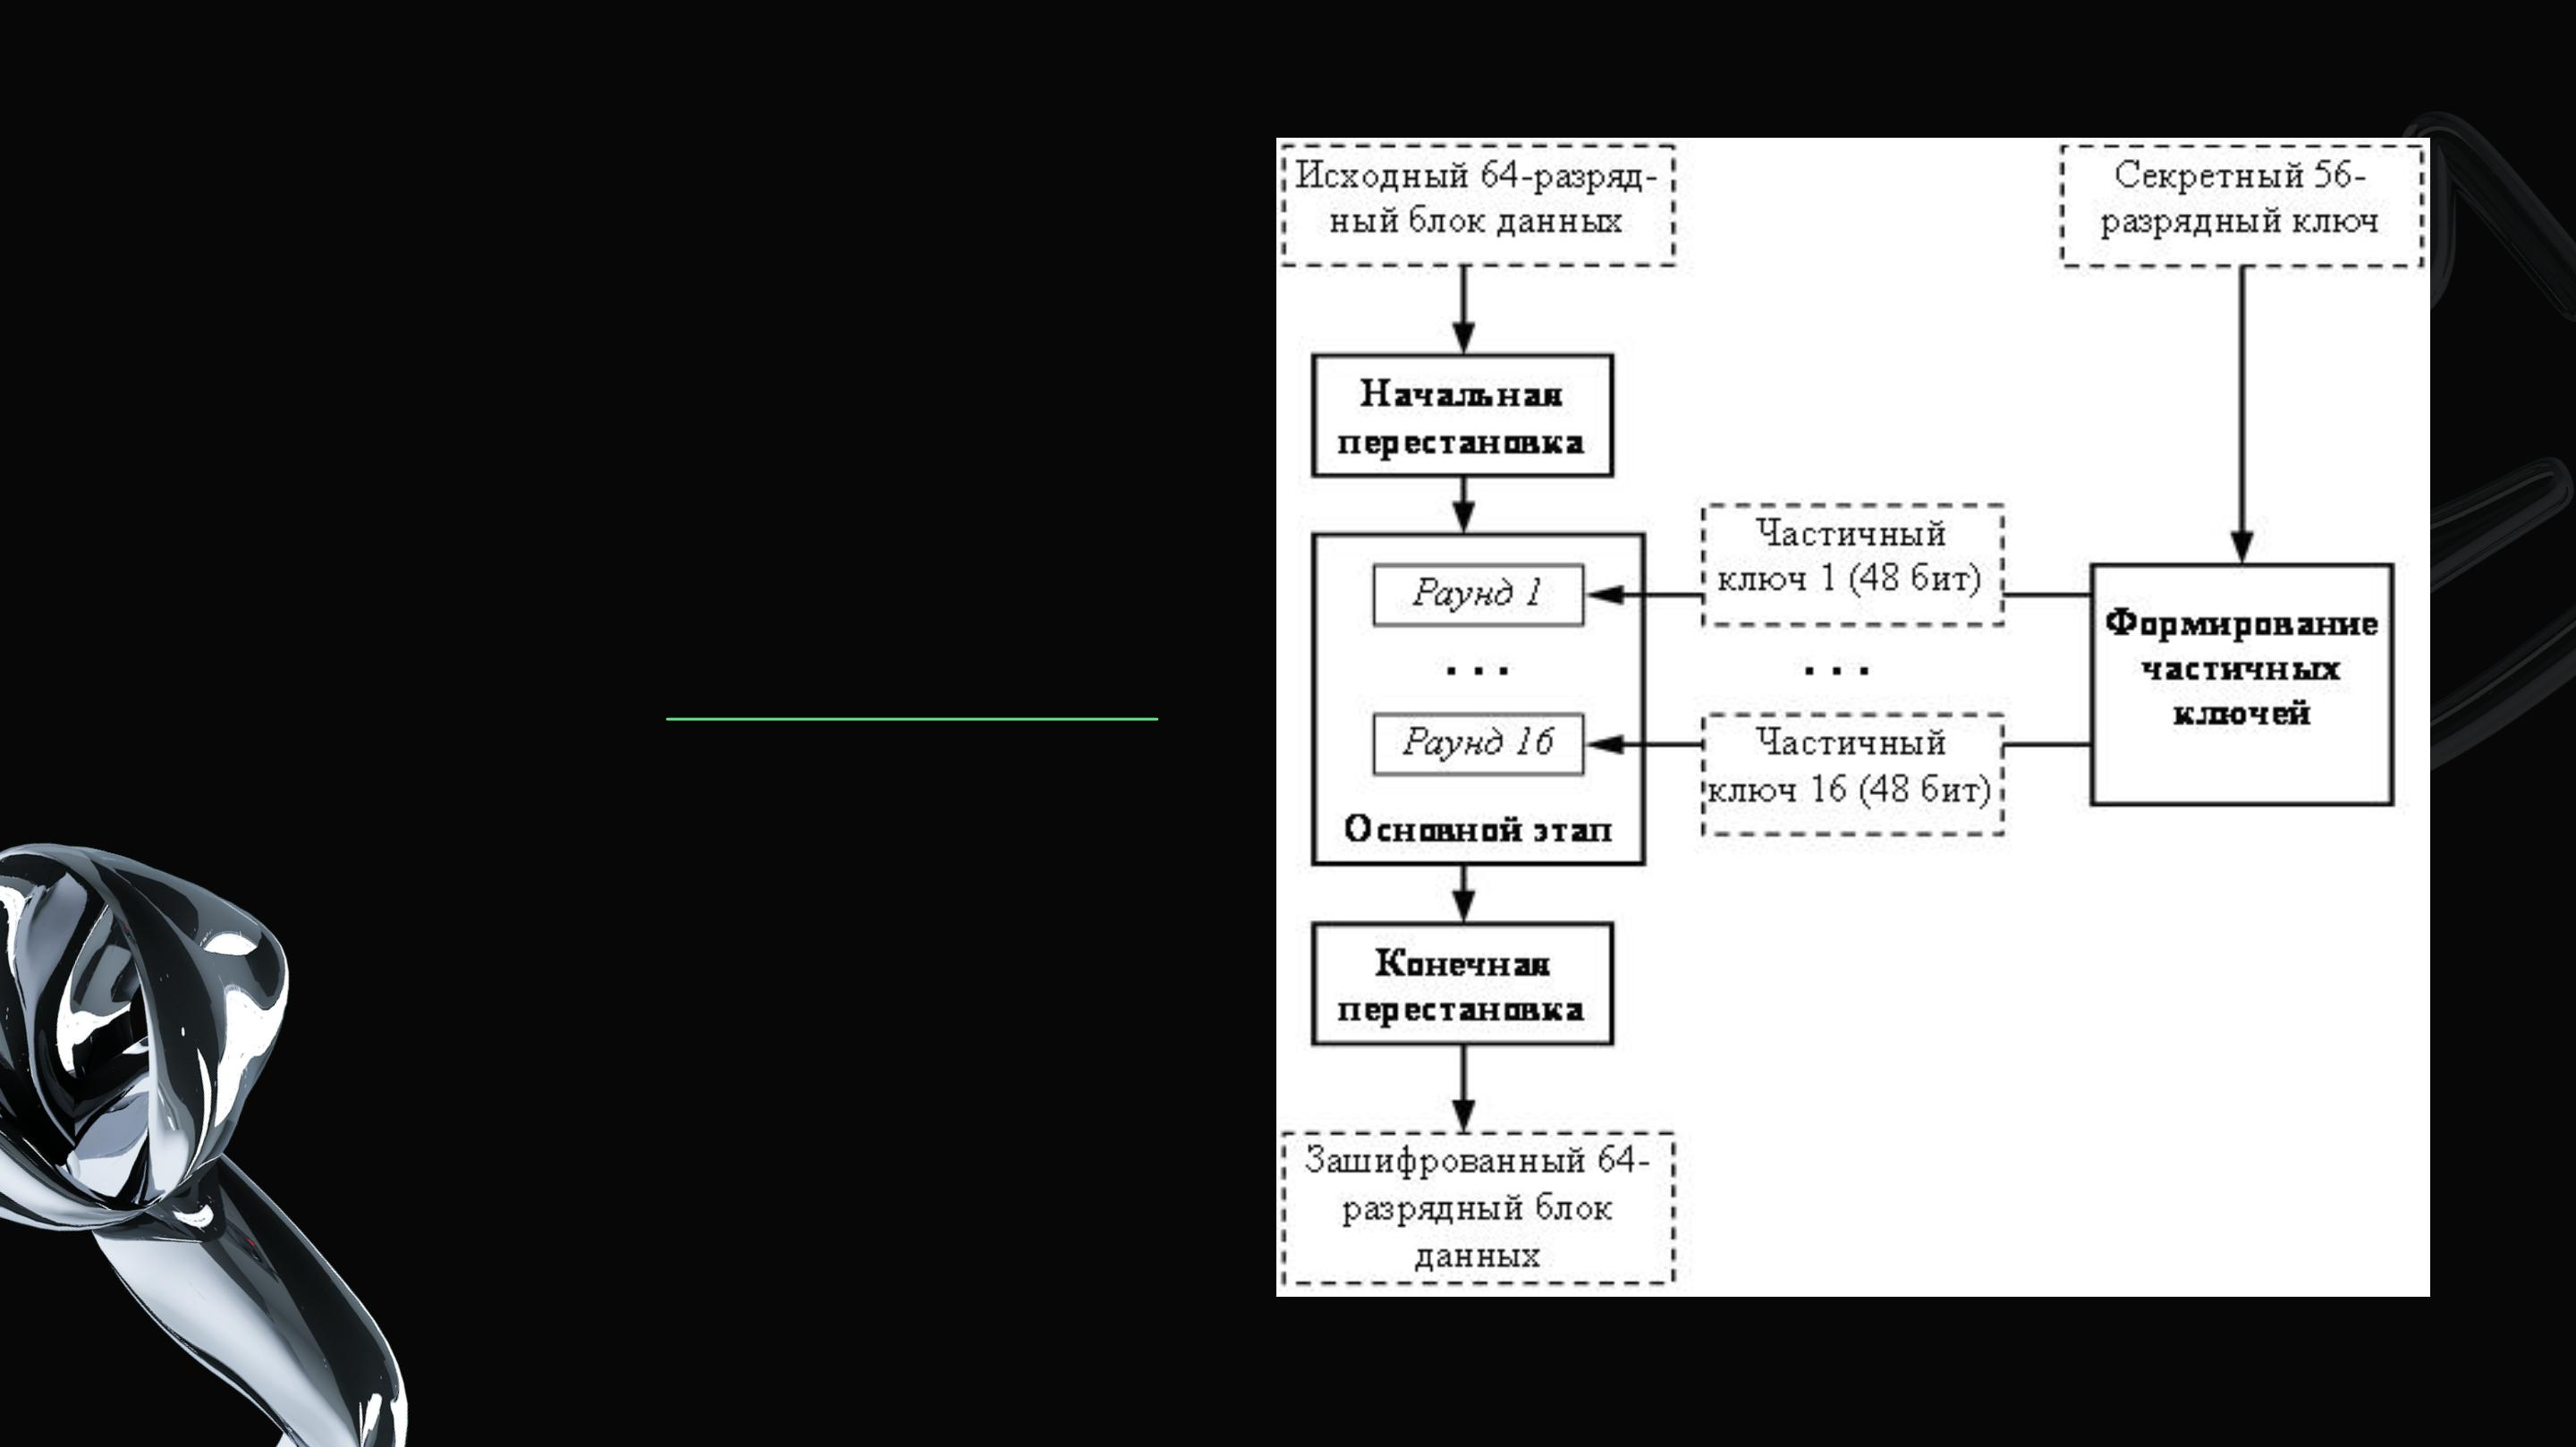 Исходный 64-разряд-
ный блок данных
Секретный 56-
разрядный ключ
Начальная
перестановка
Раунд 1
. . .
Раунд 16
Основной этап
Частичный
ключ 1 (48 бит)
. . .
Частичный
ключ 16 (48 бит)
Формирование
частичных
ключей
Конечная
перестановка
Зашифрованный 64-
разрядный блок
данных